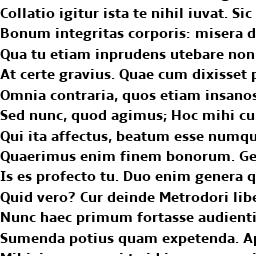 Collatio igitur ista te nihil iuvat. Sic
Bonum integritas corporis: misera d
Qua tu etiam inprudens utebare non
At certe gravius. Quae cum dixisset p
Omnia contraria, quos etiam insanos
Sed nunc, quod agimus; Hoc mihi cu
Qui ita affectus, beatum esse numqu
Quaerimus enim finem bonorum. Ge
Is es profecto tu. Duo enim genera q
Quid vero? Cur deinde Metrodori libe
Nunc haec primum fortasse audienti
Sumenda potius quam expetenda. Ap